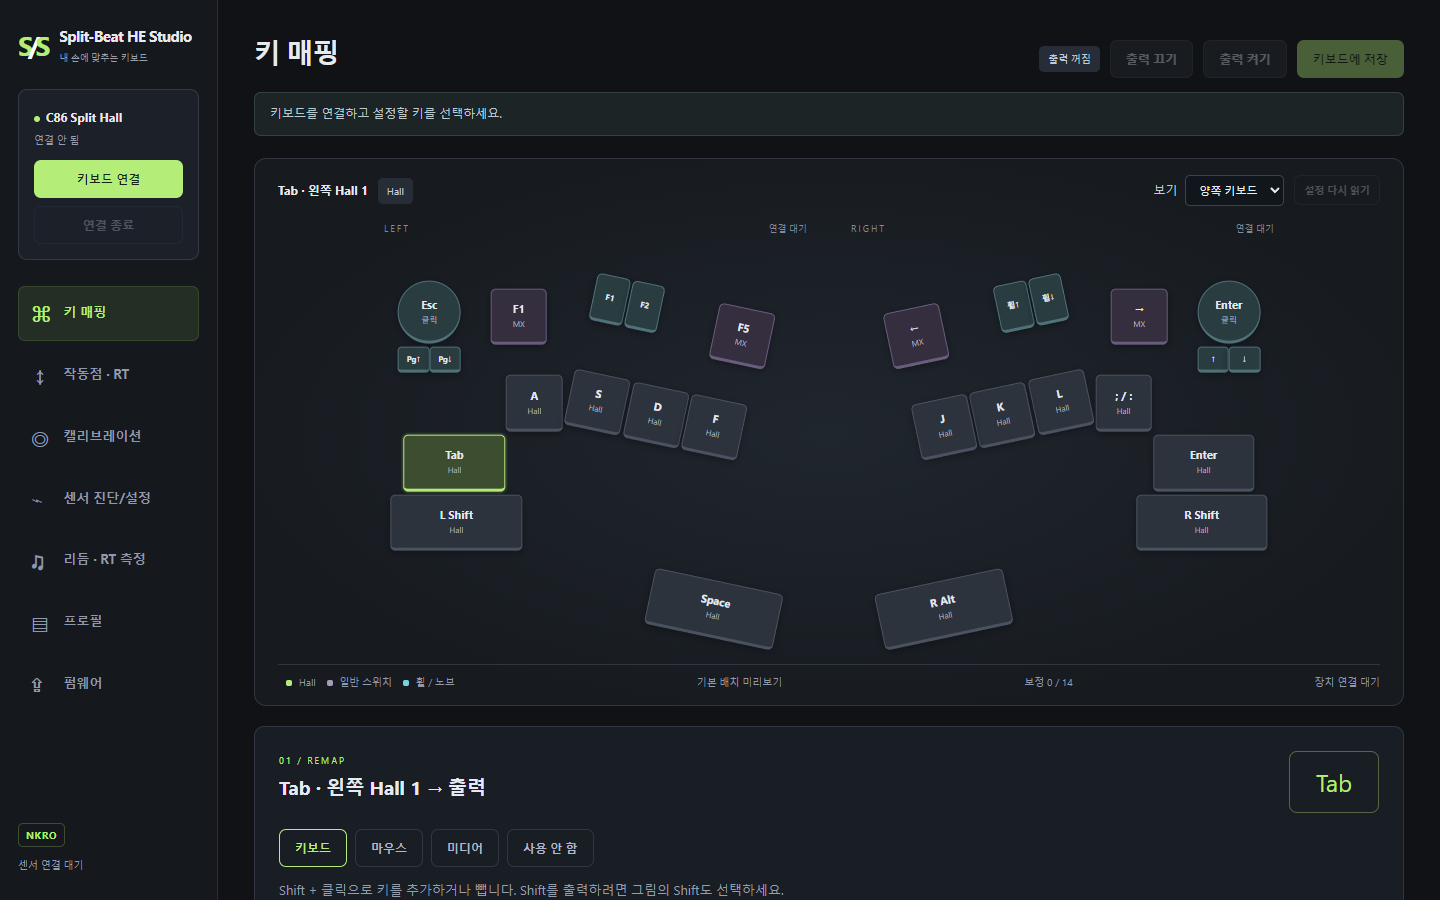 S/S Split-Beat HE Studio
내 손에 맞추는 키보드
C86 Split Hall
연결 안 됨
키보드 연결
연결 종료
키 매핑
작동점 · RT
캘리브레이션
센서 진단/설정
리듬 · RT 측정
프로필
펌웨어
NKRO
센서 연결 대기
키 매핑
출력 꺼짐
출력 끄기
출력 켜기
키보드에 저장
키보드를 연결하고 설정할 키를 선택하세요.
Tab · 왼쪽 Hall 1 Hall
보기 양쪽 키보드 설정 다시 읽기
LEFT 연결 대기 RIGHT 연결 대기
Esc
클릭
Pg↑ Pg↓
F1
MX
F1 F2
F5
MX
←
MX
휠↑ 휠↓
→
MX
Enter
클릭
↑ ↓
A
Hall
S
Hall
D
Hall
F
Hall
J
Hall
K
Hall
L
Hall
;/:
Hall
Tab
Hall
Enter
Hall
L Shift
Hall
R Shift
Hall
Space
Hall
R Alt
Hall
Hall 일반 스위치 휠 / 노브 기본 배치 미리보기 보정 0 / 14 장치 연결 대기
01 / REMAP
Tab · 왼쪽 Hall 1 → 출력
Tab
키보드 마우스 미디어 사용 안 함
Shift + 클릭으로 키를 추가하거나 뺍니다. Shift를 출력하려면 그림의 Shift도 선택하세요.